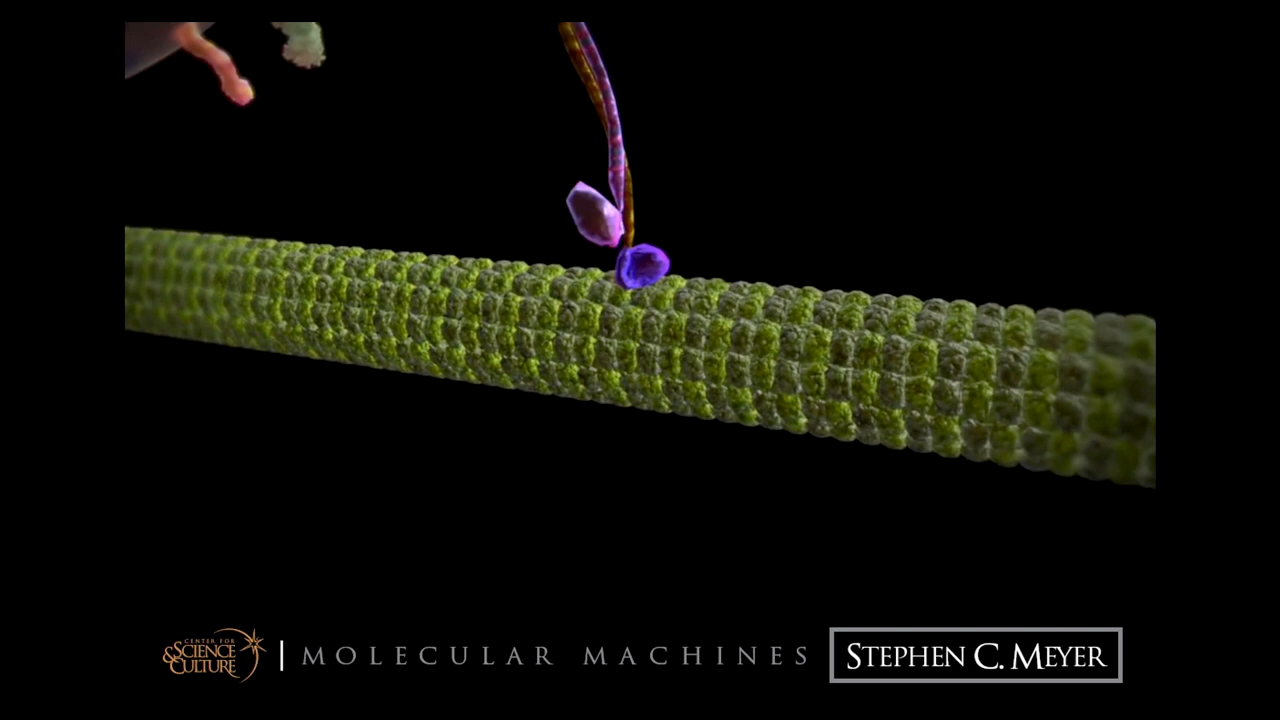 CENTER FOR
& SCIENCE
CULTURE
MOLECULAR MACHINES
STEPHEN C. MEYER